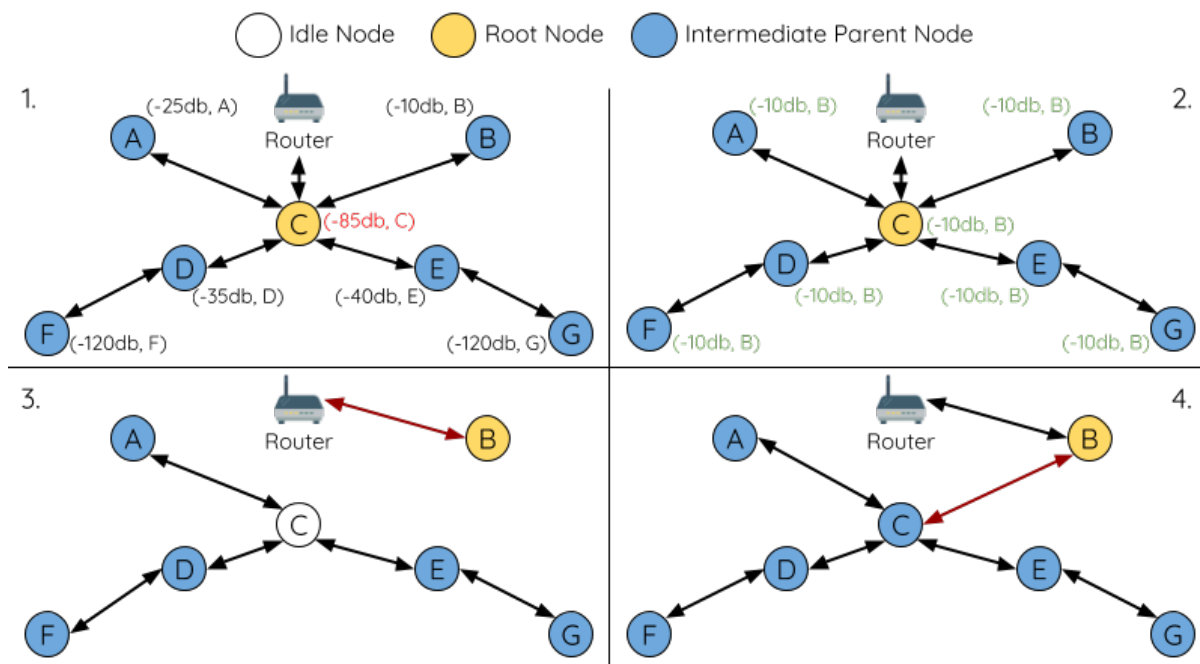 Idle Node
Root Node
Intermediate Parent Node
1.
(-25db, A)
(-10db, B)
A
Router
B
C
(-85db, C)
D
E
(-35db, D)
(-40db, E)
F
(-120db, F)
(-120db, G)
G
2.
(-10db, B)
(-10db, B)
A
Router
B
C
(-10db, B)
D
E
(-10db, B)
(-10db, B)
F
(-10db, B)
(-10db, B)
G
3.
A
Router
B
C
D
E
F
G
4.
A
Router
B
C
D
E
F
G